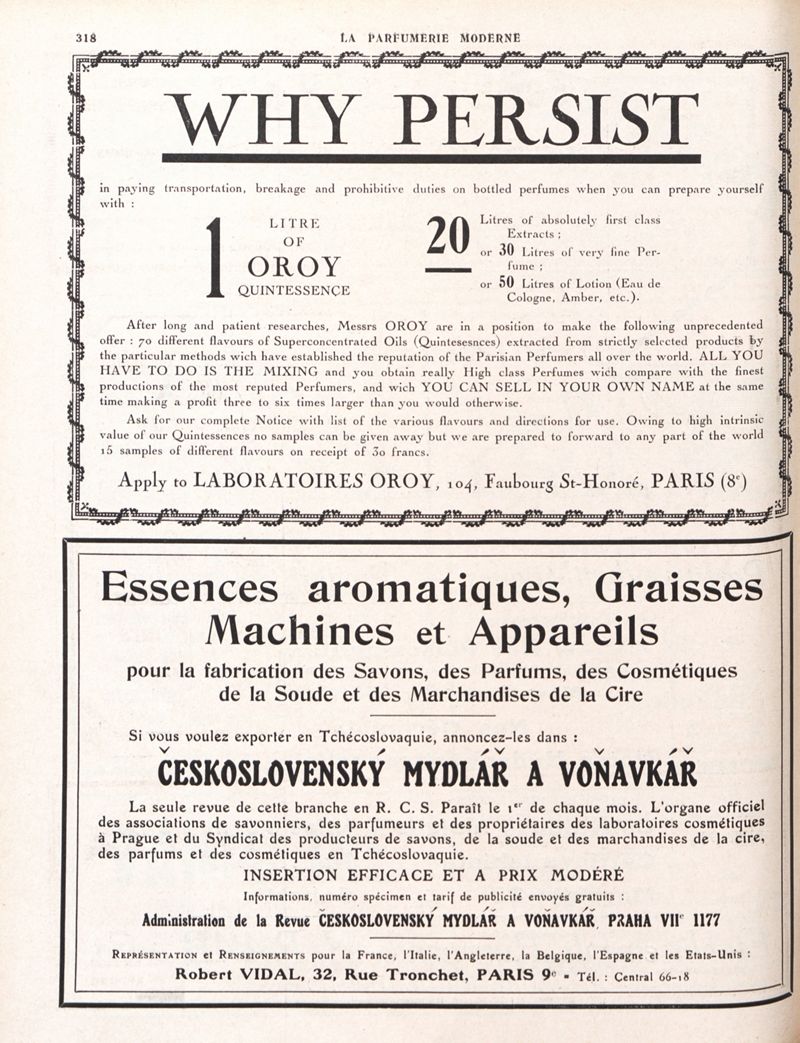 318
LA PARFUMERIE MODERNE
WHY PERSIST
in paying transportation, breakage and prohibitive duties on bottled perfumes when you can prepare yourself
with :
1 LITRE
OF
OROY
QUINTESSENCE
20 Litres of absolutely first class
Extracts ;
or 30 Litres of very fine Per-
fume ;
or 50 Litres of Lotion (Eau de
Cologne, Amber, etc.).
After long and patient researches, Messrs OROY are in a position to make the following unprecedented
offer : 70 different flavours of Superconcentrated Oils (Quintesesnces) extracted from strictly selected products by
the particular methods wich have established the reputation of the Parisian Perfumers all over the world. ALL YOU
HAVE TO DO IS THE MIXING and you obtain really High class Perfumes wich compare with the finest
productions of the most reputed Perfumers, and wich YOU CAN SELL IN YOUR OWN NAME at the same
time making a profit three to six times larger than you would otherwise.
Ask for our complete Notice with list of the various flavours and directions for use. Owing to high intrinsic
value of our Quintessences no samples can be given away but we are prepared to forward to any part of the world
15 samples of different flavours on receipt of 30 francs.
Apply to LABORATOIRES OROY, 104, Faubourg St-Honoré, PARIS (8e)
Essences aromatiques, Graisses
Machines et Appareils
pour la fabrication des Savons, des Parfums, des Cosmétiques
de la Soude et des Marchandises de la Cire
Si vous voulez exporter en Tchécoslovaquie, annoncez-les dans :
ČESKOSLOVENSKÝ MYDLÁŘ A VOŇAVKÁŘ
La seule revue de cette branche en R. C. S. Paraît le 1er de chaque mois. L'organe officiel
des associations de savonniers, des parfumeurs et des propriétaires des laboratoires cosmétiques
à Prague et du Syndicat des producteurs de savons, de la soude et des marchandises de la cire,
des parfums et des cosmétiques en Tchécoslovaquie.
INSERTION EFFICACE ET A PRIX MODÉRÉ
Informations, numéro spécimen et tarif de publicité envoyés gratuits :
Administration de la Revue ČESKOSLOVENSKÝ MYDLÁŘ A VOŇAVKÁŘ, PRAHA VIIe 1177
REPRÉSENTATION et RENSEIGNEMENTS pour la France, l'Italie, l'Angleterre, la Belgique, l'Espagne et les Etats-Unis :
Robert VIDAL, 32, Rue Tronchet, PARIS 9e - Tél. : Central 66-18